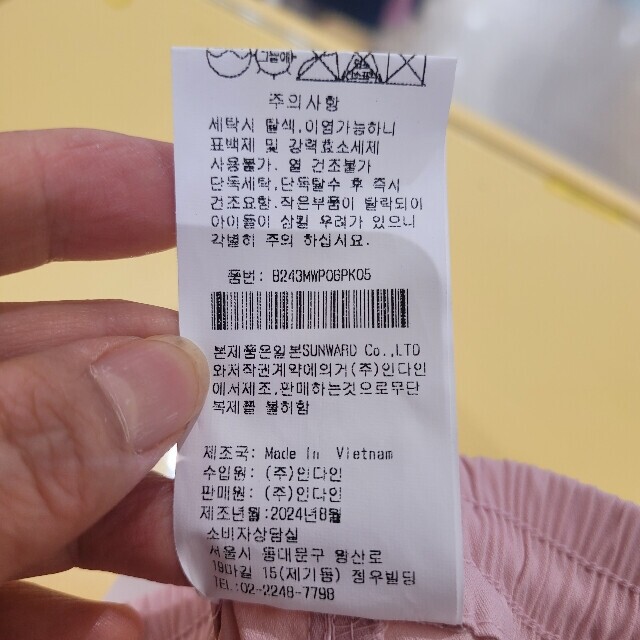 그늘에
주의사항
세탁시 탈색,이염가능하니
표백제 및 강력효소세제
사용불가. 열 건조불가
단독세탁,단독탈수 후 즉시
건조요함.작은부품이 탈락되어
아이들이 삼킬 우려가 있으니
각별히 주의 하십시요.
품번: B243MWP06PK05
본제품은일본SUNWARD Co.,LTD
와저작권계약에의거(주)인다인
에서제조,판매하는것으로무단
복제를 불허함
제조국: Made In Vietnam
수입원: (주)인다인
판매원: (주)인다인
제조년월:2024년8월
소비자상담실
서울시 동대문구 왕산로
19마길 15(제기동) 정우빌딩
TEL:02-2248-7798